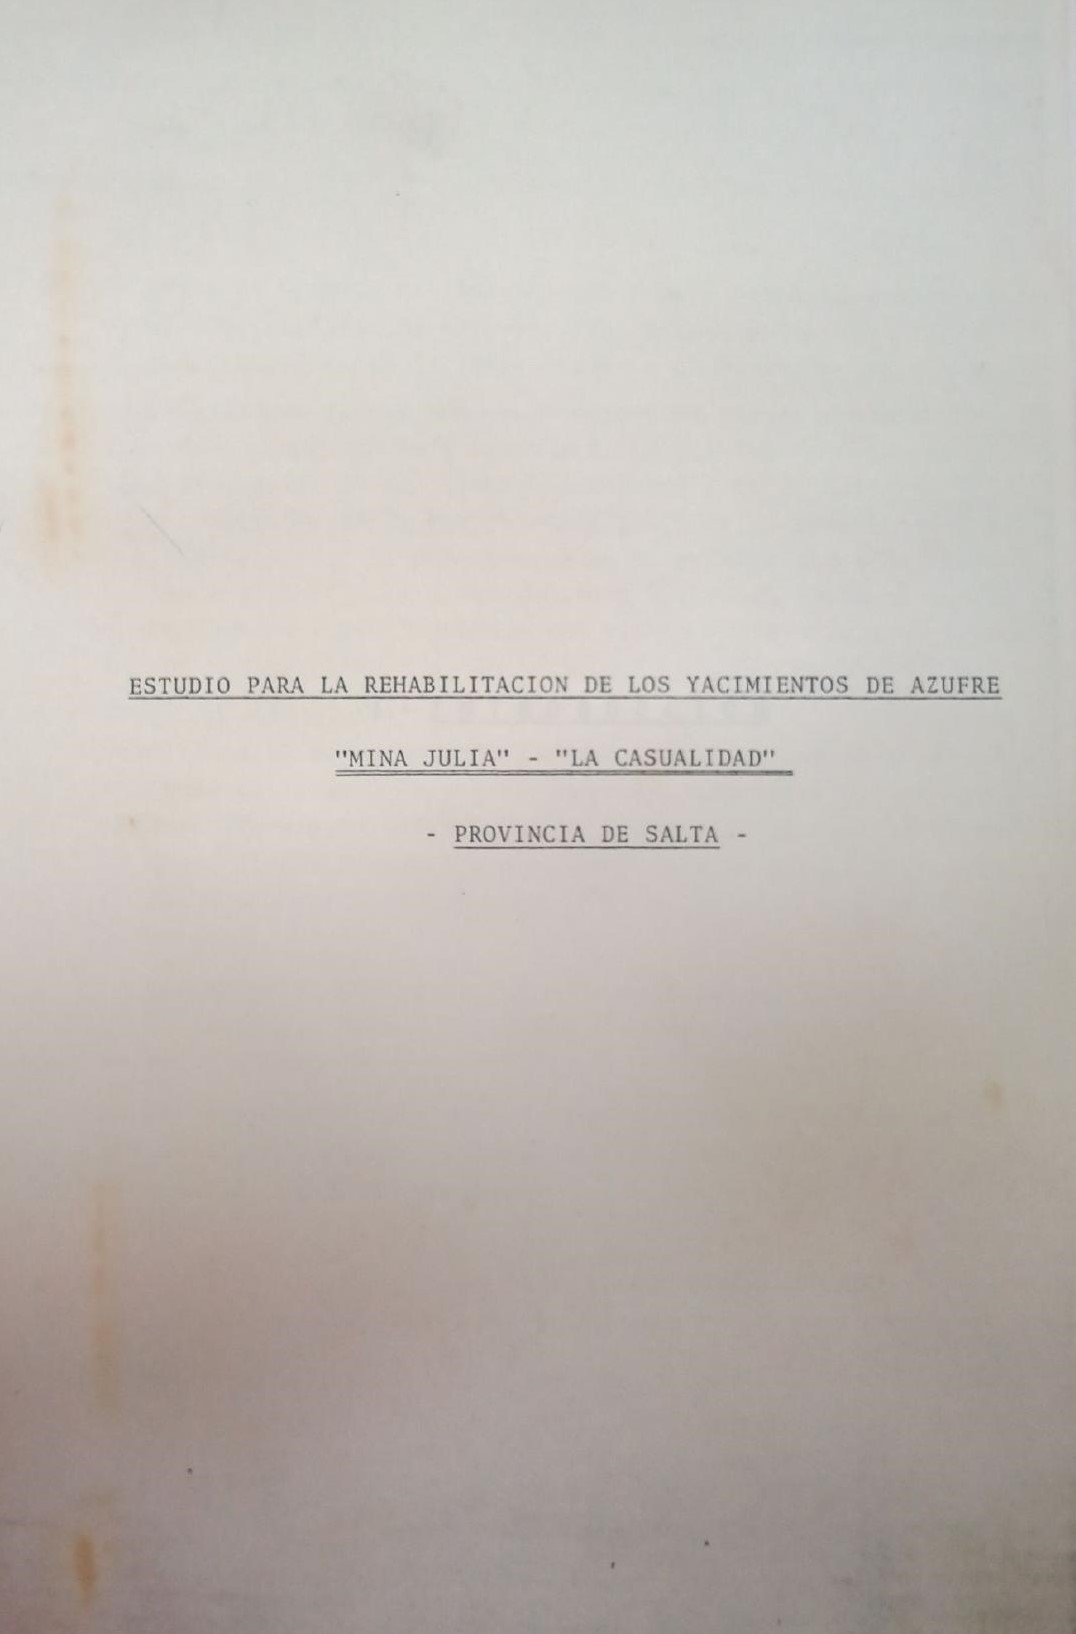 ESTUDIO PARA LA REHABILITACION DE LOS YACIMIENTOS DE AZUFRE
"MINA JULIA" - "LA CASUALIDAD"
- PROVINCIA DE SALTA -